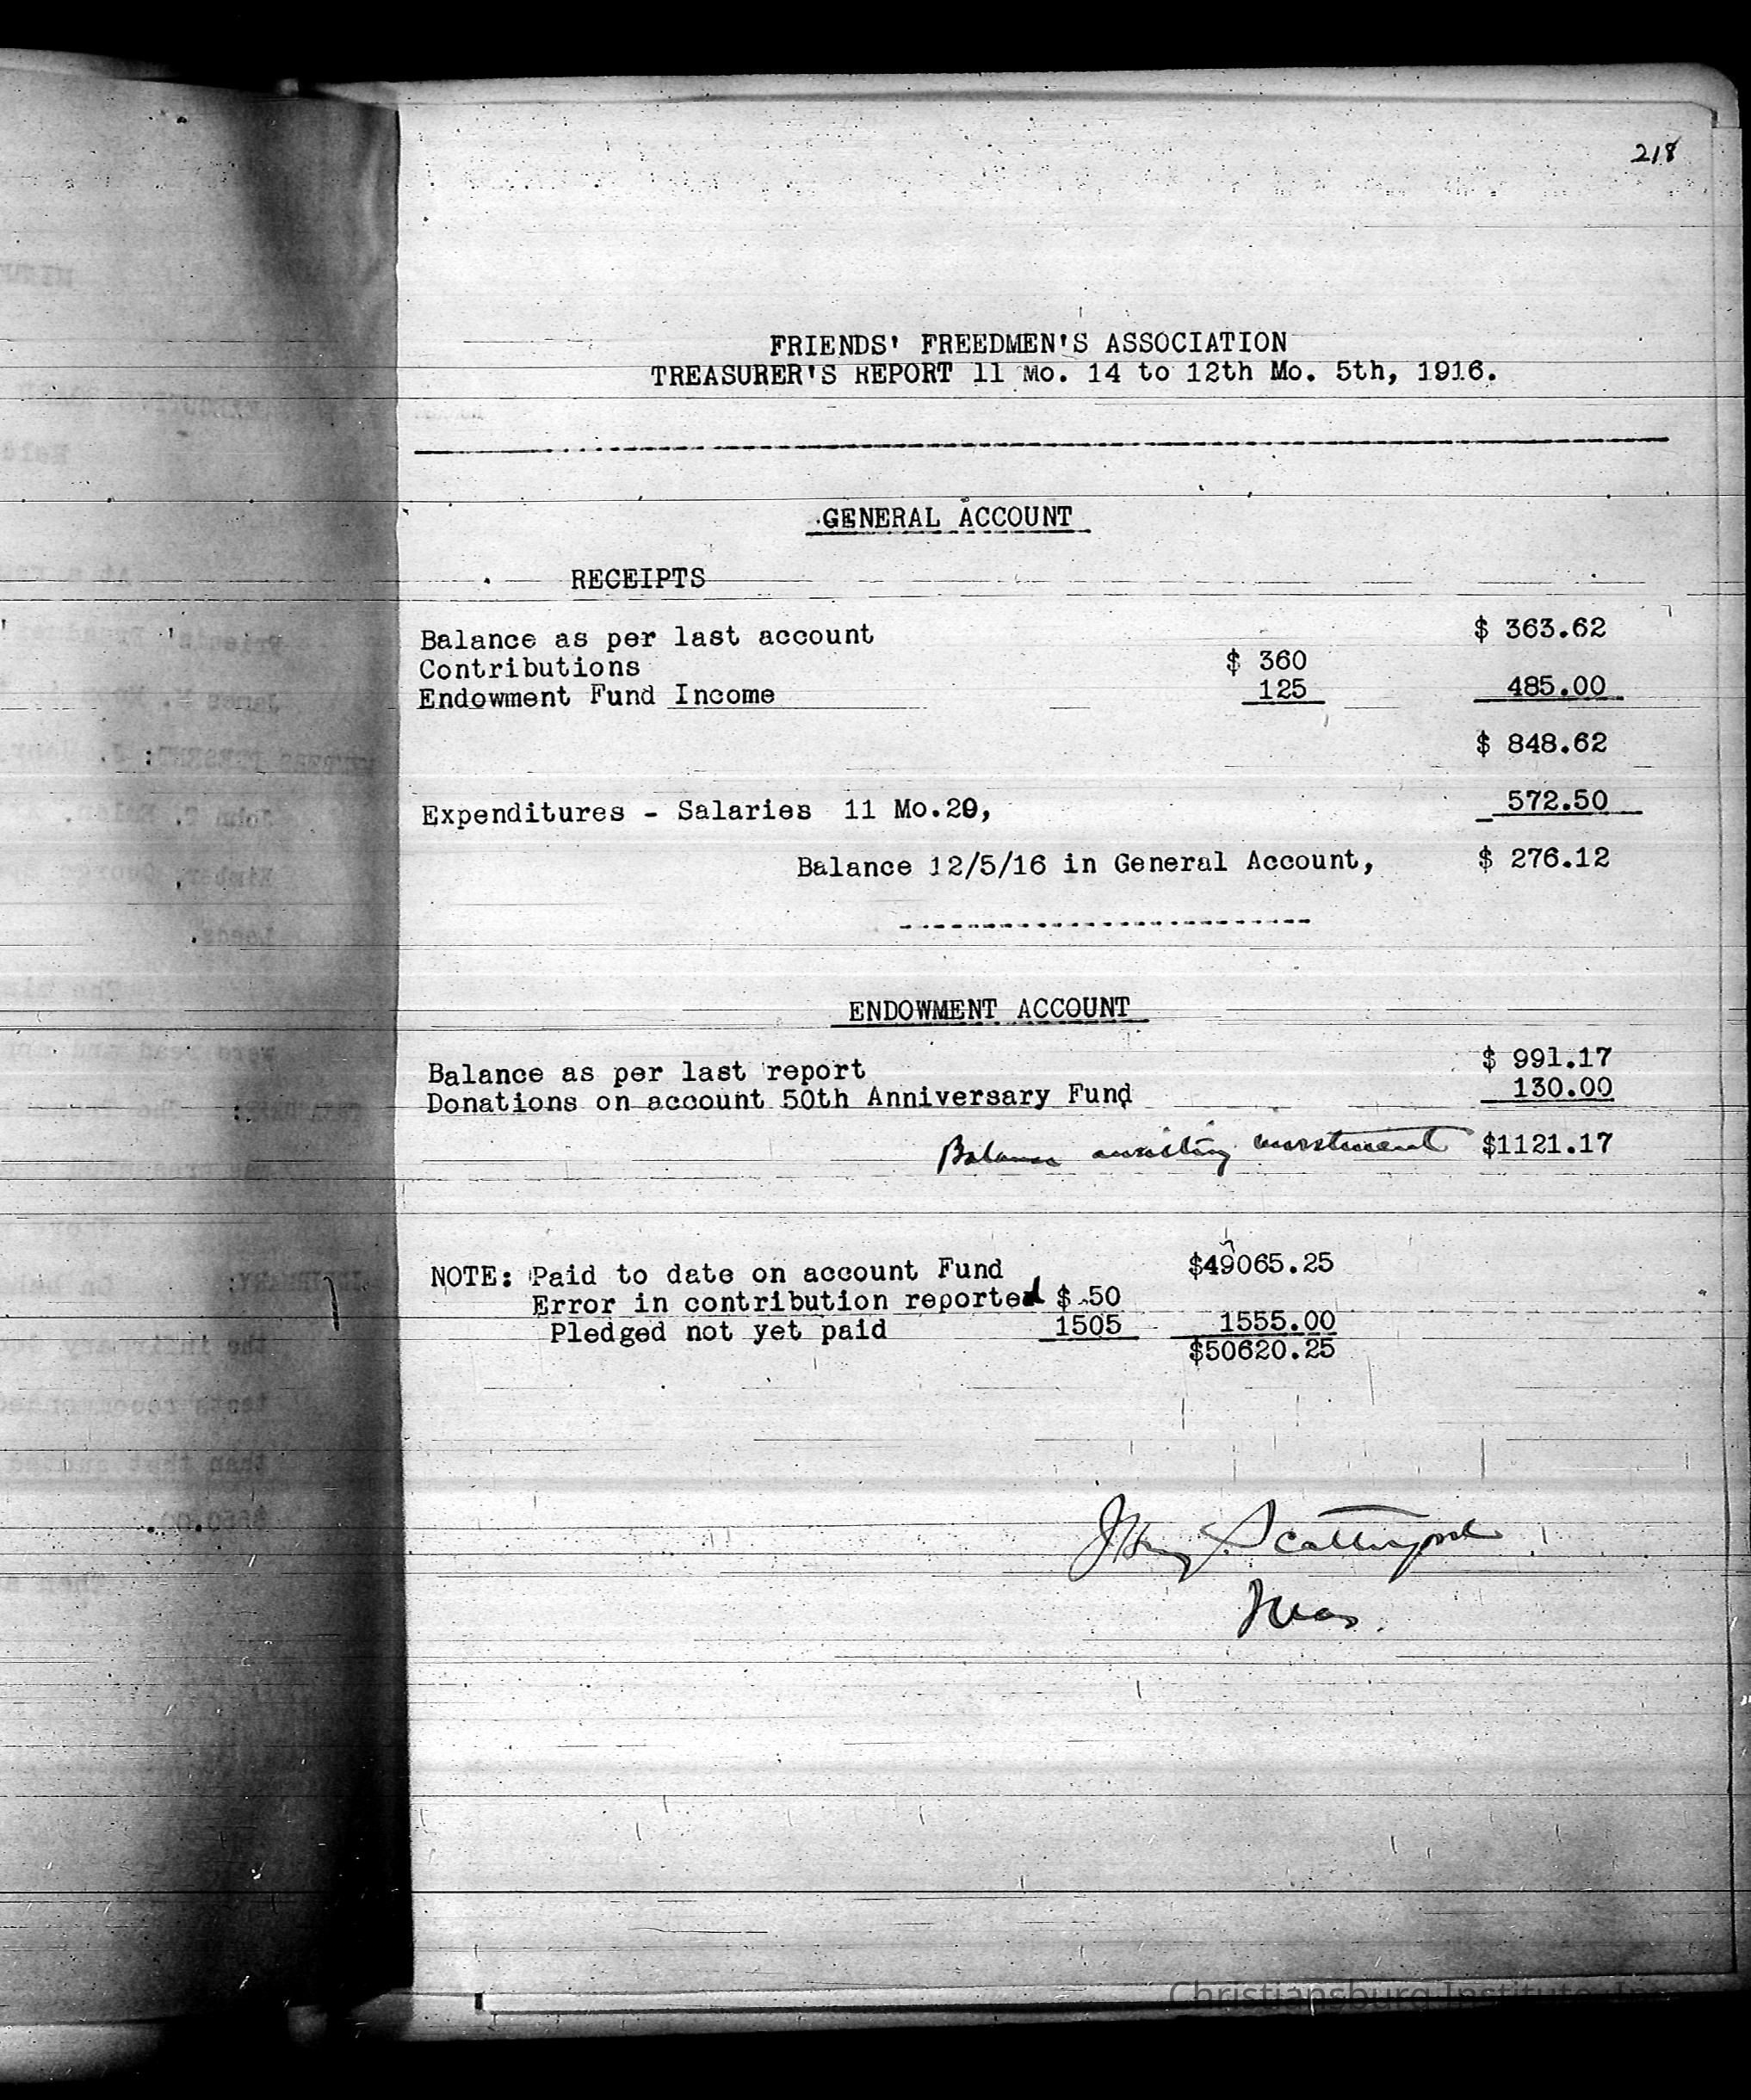 218
FRIENDS' FREEDMEN'S ASSOCIATION
TREASURER'S REPORT 11 Mo. 14 to 12th Mo. 5th, 1916.
GENERAL ACCOUNT
RECEIPTS
Balance as per last account $ 363.62
Contributions $ 360
Endowment Fund Income 125 485.00
$ 848.62
Expenditures - Salaries 11 Mo.29, 572.50
Balance 12/5/16 in General Account, $ 276.12
ENDOWMENT ACCOUNT
Balance as per last report $ 991.17
Donations on account 50th Anniversary Fund 130.00
Balance awaiting investment $1121.17
NOTE: Paid to date on account Fund $49065.25
Error in contribution reported $ 50
Pledged not yet paid 1505 1555.00
$50620.25
J Henry Scattergood
Treas.
Christiansburg Institute, Inc